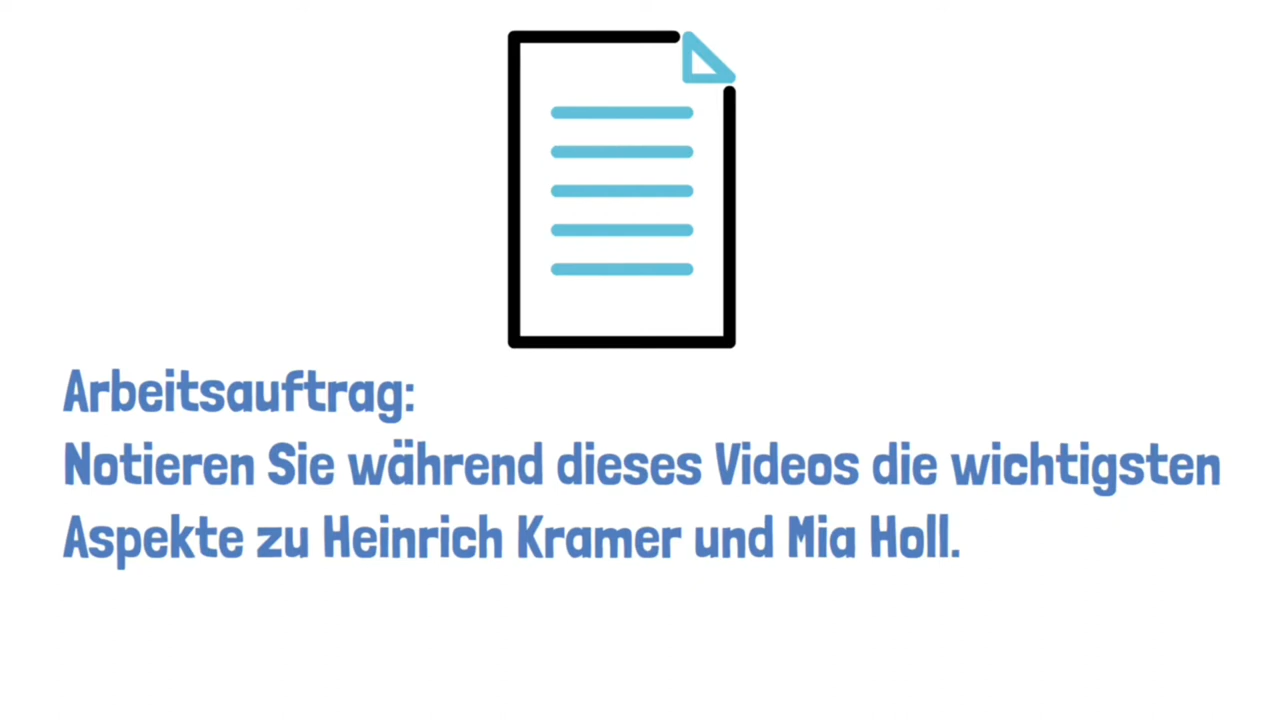 Arbeitsauftrag:
Notieren Sie während dieses Videos die wichtigsten
Aspekte zu Heinrich Kramer und Mia Holl.